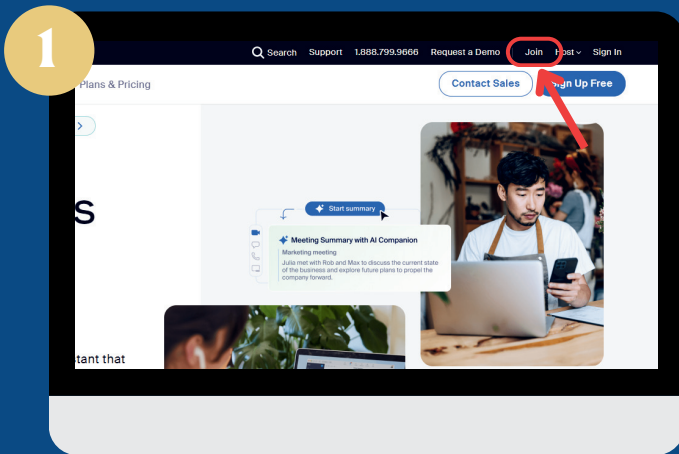 1
Search Support 1.888.799.9666 Request a Demo Join Host Sign In
Plans & Pricing
Contact Sales
Sign Up Free
S
Start summary
Meeting Summary with AI Companion
Marketing meeting
Julia met with Rob and Max to discuss the current state
of the business and explore future plans to propel the
company forward.
tant that